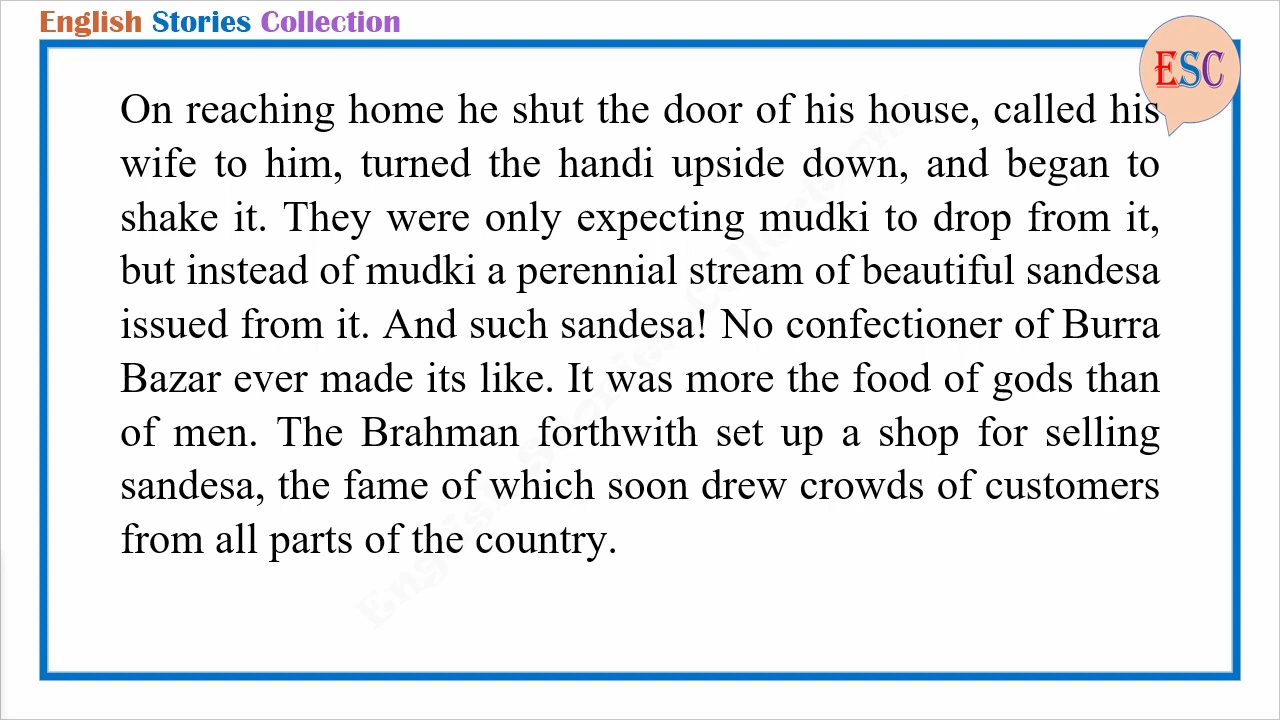 English Stories Collection
ESC
On reaching home he shut the door of his house, called his
wife to him, turned the handi upside down, and began to
shake it. They were only expecting mudki to drop from it,
but instead of mudki a perennial stream of beautiful sandesa
issued from it. And such sandesa! No confectioner of Burra
Bazar ever made its like. It was more the food of gods than
of men. The Brahman forthwith set up a shop for selling
sandesa, the fame of which soon drew crowds of customers
from all parts of the country.
English Stories Collection